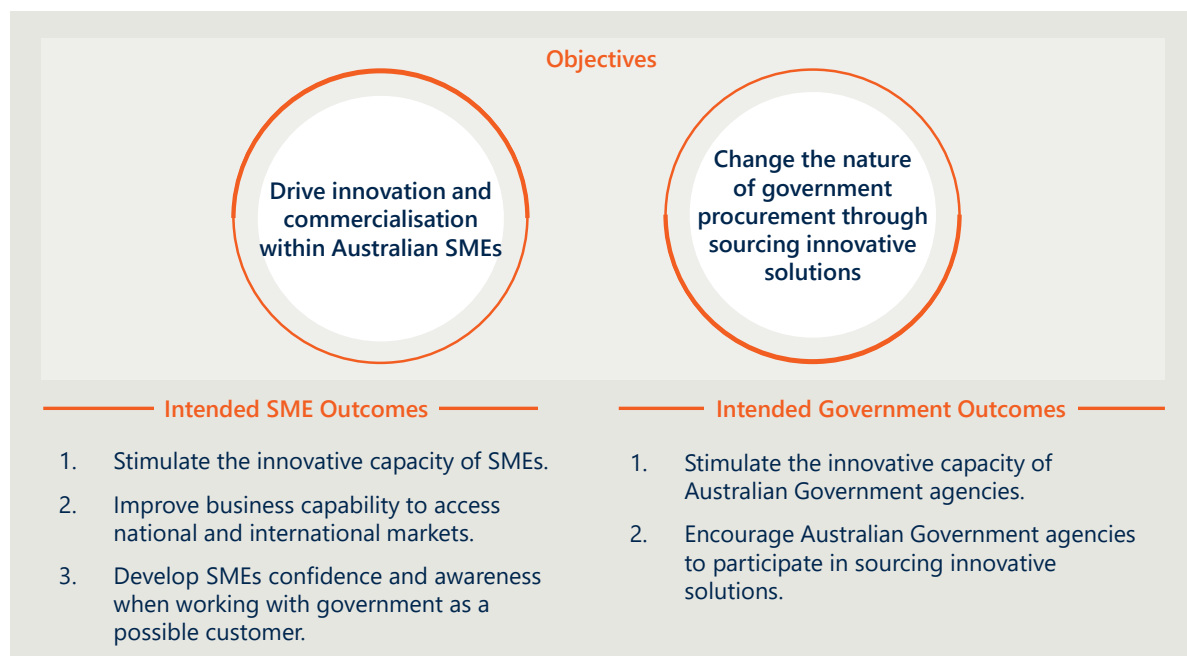 Objectives
Drive innovation and
commercialisation
within Australian SMEs
Change the nature
of government
procurement through
sourcing innovative
solutions
Intended SME Outcomes
1. Stimulate the innovative capacity of SMEs.
2. Improve business capability to access
national and international markets.
3. Develop SMEs confidence and awareness
when working with government as a
possible customer.
Intended Government Outcomes
1. Stimulate the innovative capacity of
Australian Government agencies.
2. Encourage Australian Government agencies
to participate in sourcing innovative
solutions.